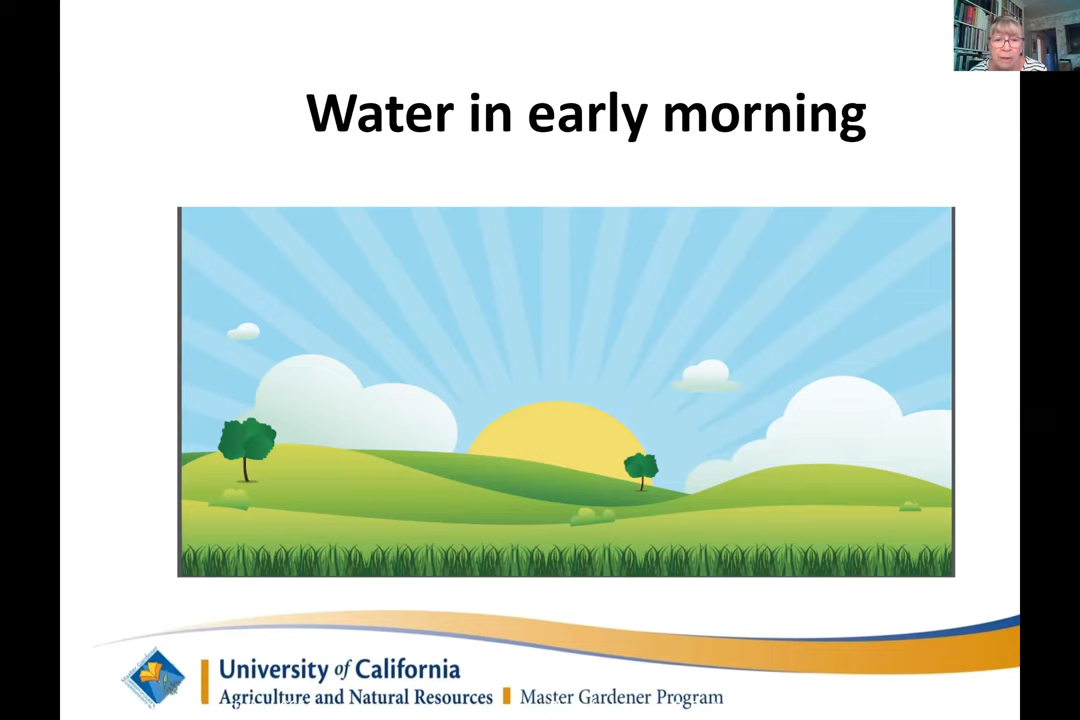 Water in early morning
University of California
Agriculture and Natural Resources Master Gardener Program